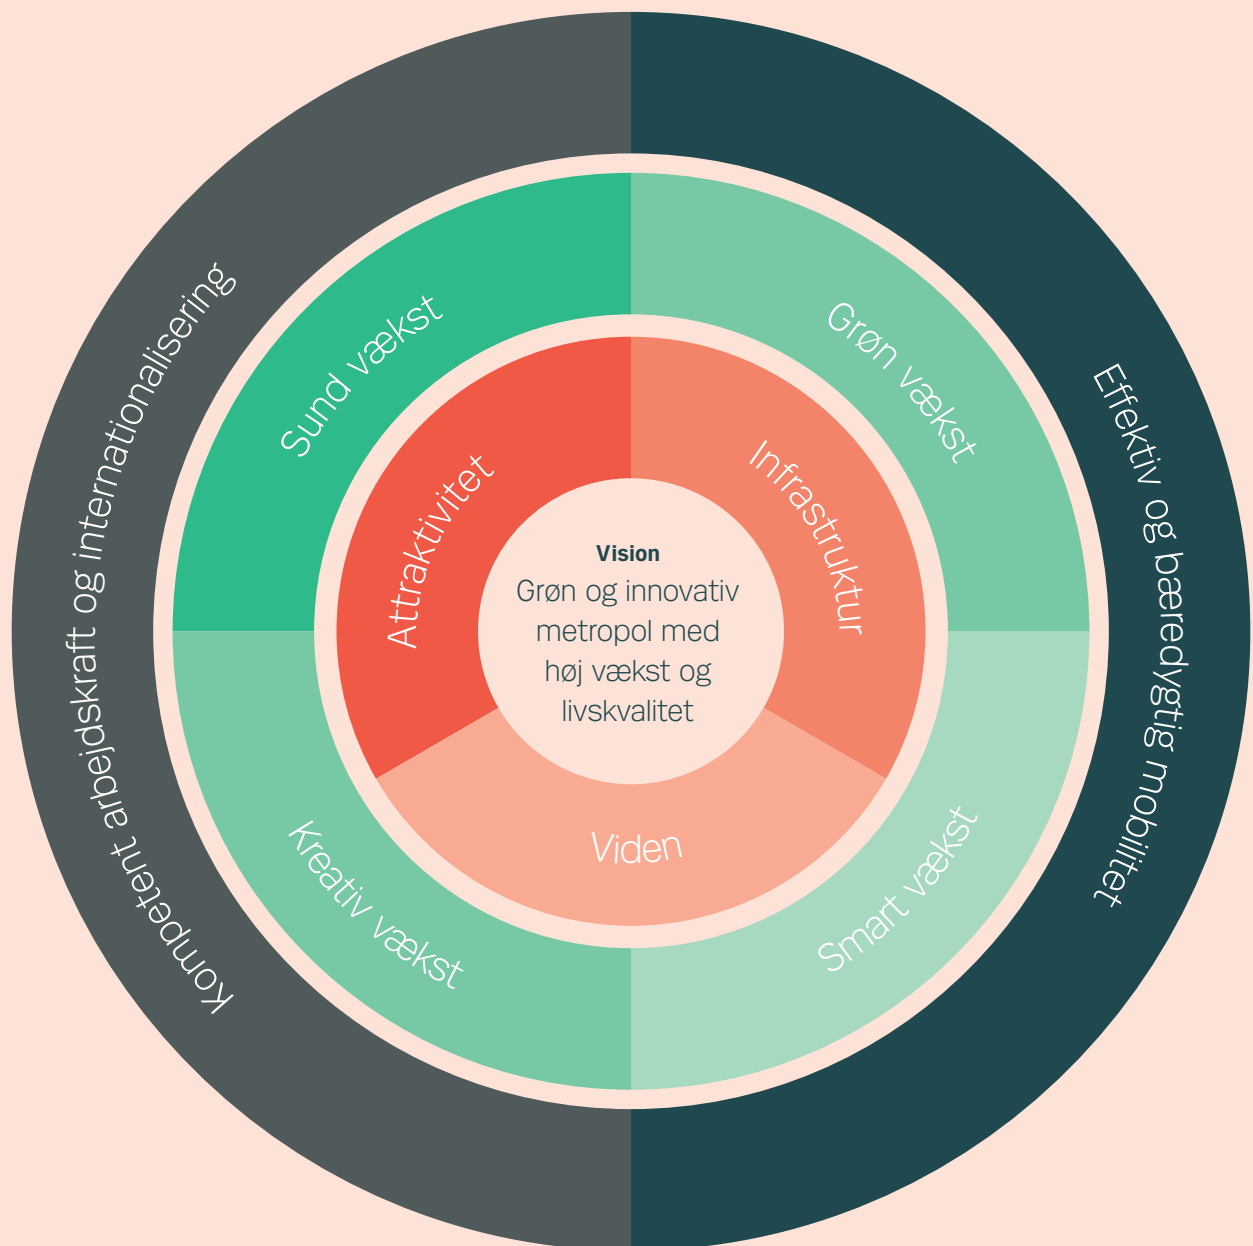 Vision
Grøn og innovativ
metropol med
høj vækst og
livskvalitet
Attraktivitet
Infrastruktur
Viden
Sund vækst
Grøn vækst
Kreativ vækst
Smart vækst
Kompetent arbejdskraft og internationalisering
Effektiv og bæredygtig mobilitet